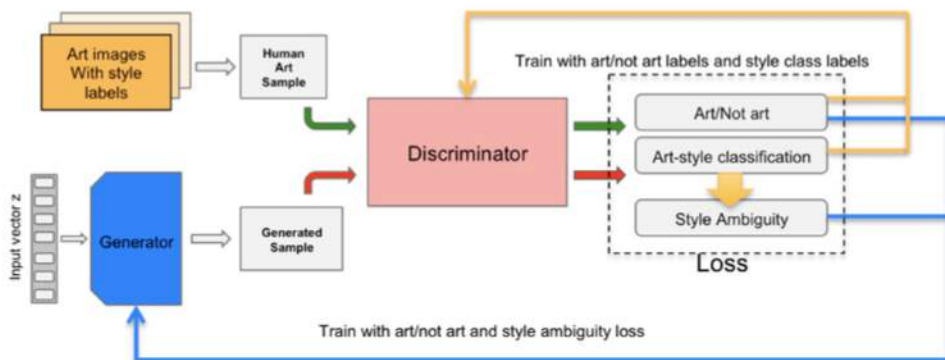 Art images
With style
labels
Human
Art
Sample
Train with art/not art labels and style class labels
Discriminator
Art/Not art
Art-style classification
Style Ambiguity
Loss
Input vector z
Generator
Generated
Sample
Train with art/not art and style ambiguity loss